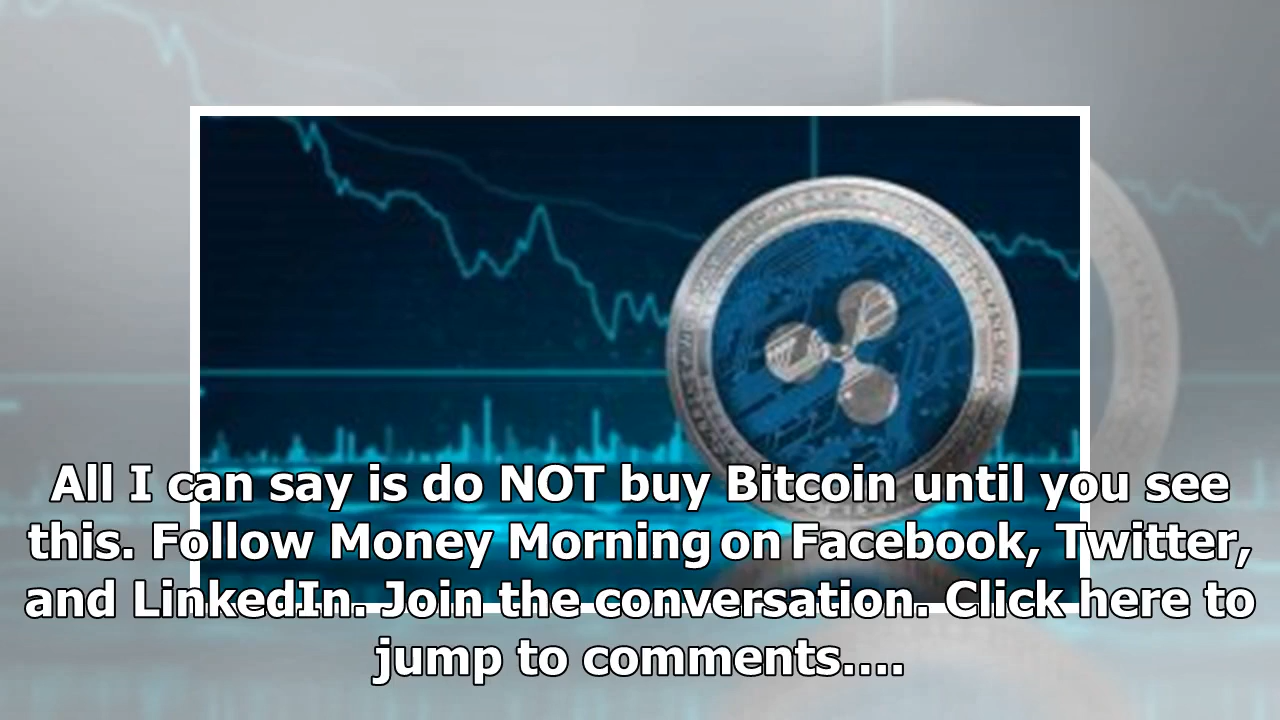 All I can say is do NOT buy Bitcoin until you see
this. Follow Money Morning on Facebook, Twitter,
and LinkedIn. Join the conversation. Click here to
jump to comments....